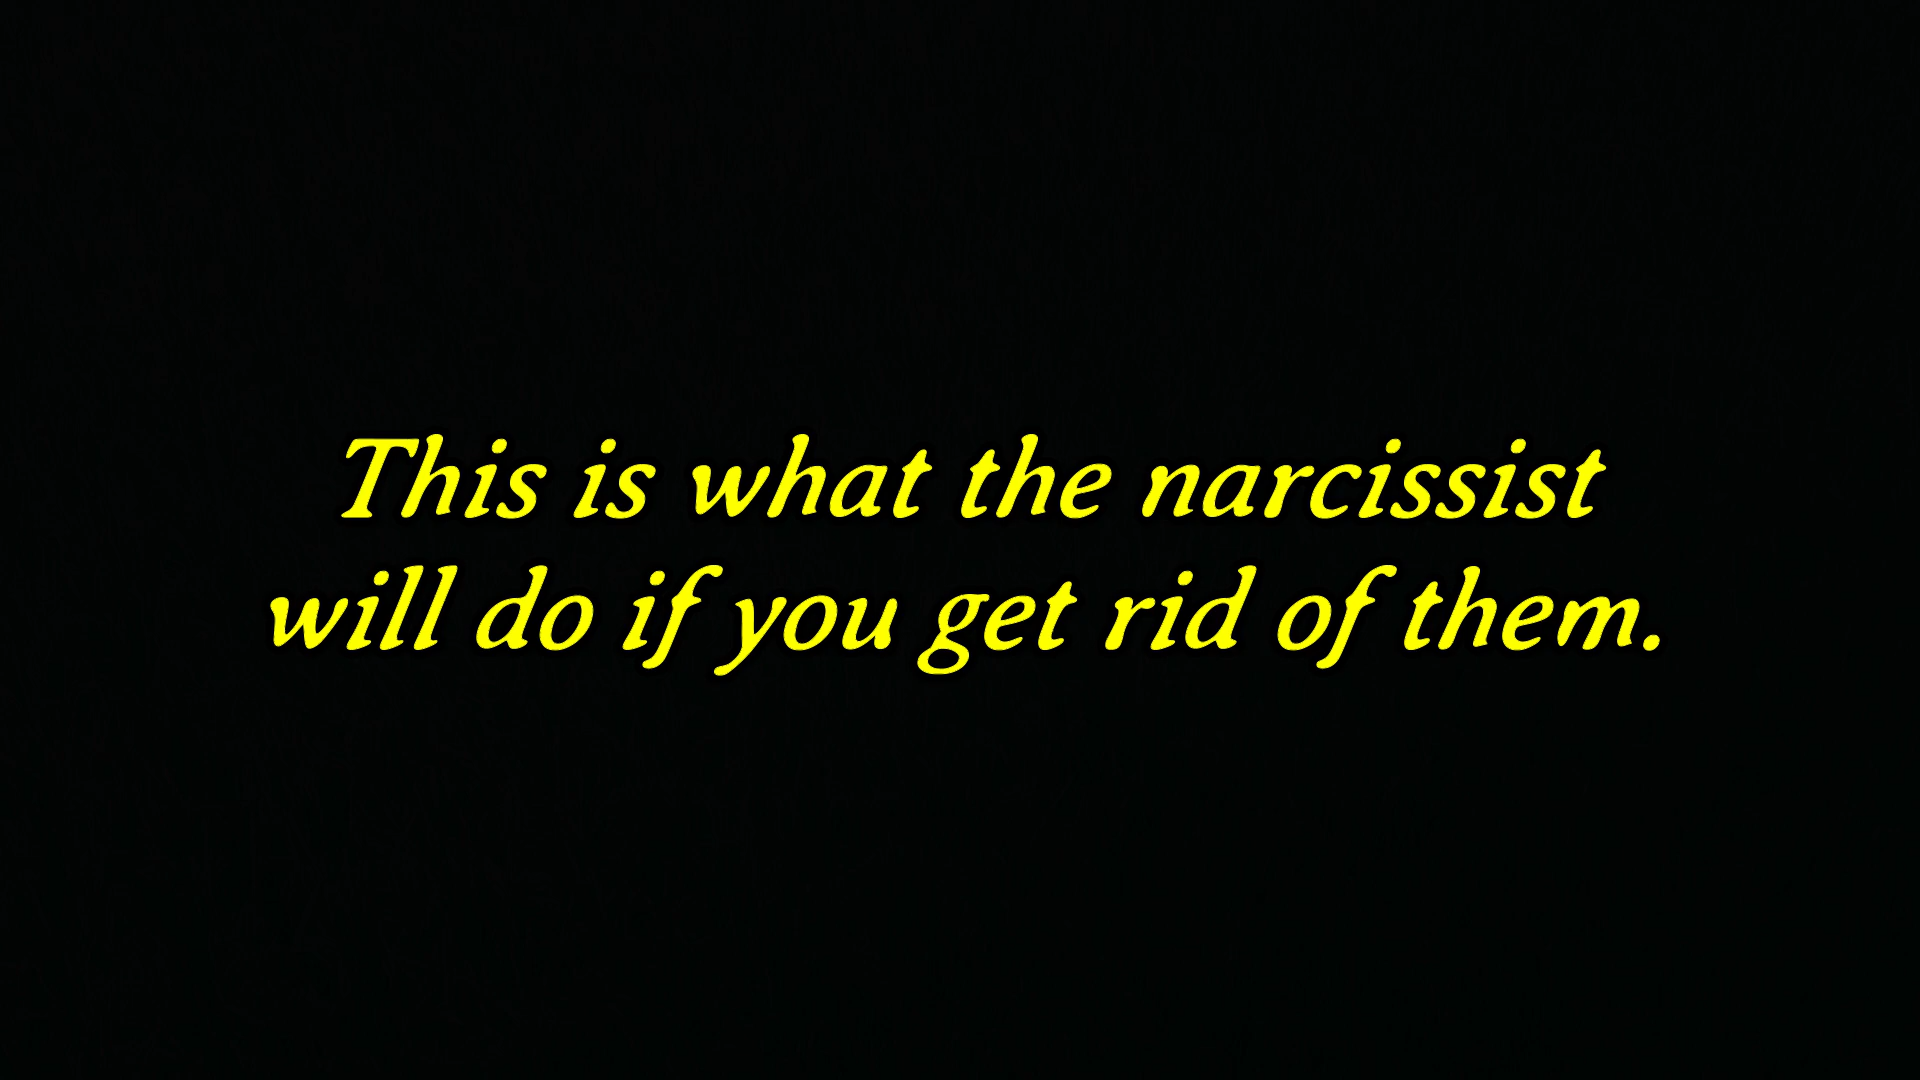 This is what the narcissist
will do if you get rid of them.